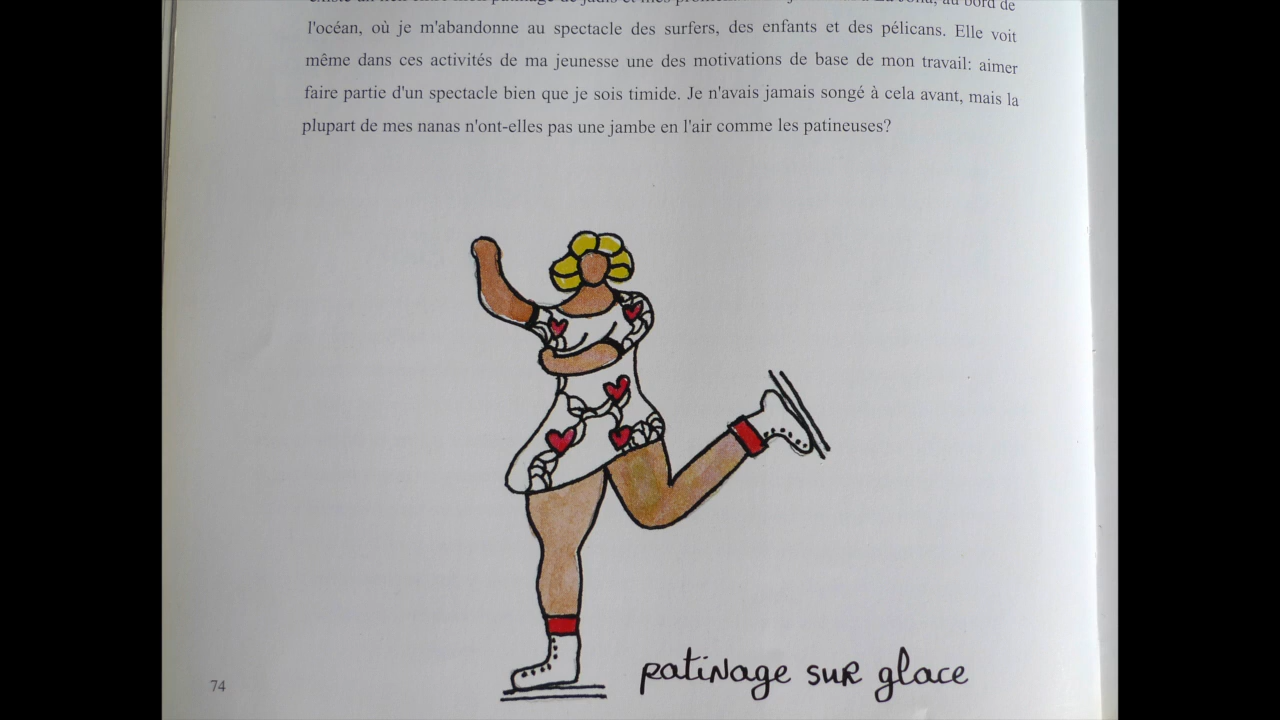 au bord de
l'océan, où je m'abandonne au spectacle des surfers, des enfants et des pélicans. Elle voit
même dans ces activités de ma jeunesse une des motivations de base de mon travail: aimer
faire partie d'un spectacle bien que je sois timide. Je n'avais jamais songé à cela avant, mais la
plupart de mes nanas n'ont-elles pas une jambe en l'air comme les patineuses?
patinage sur glace
74